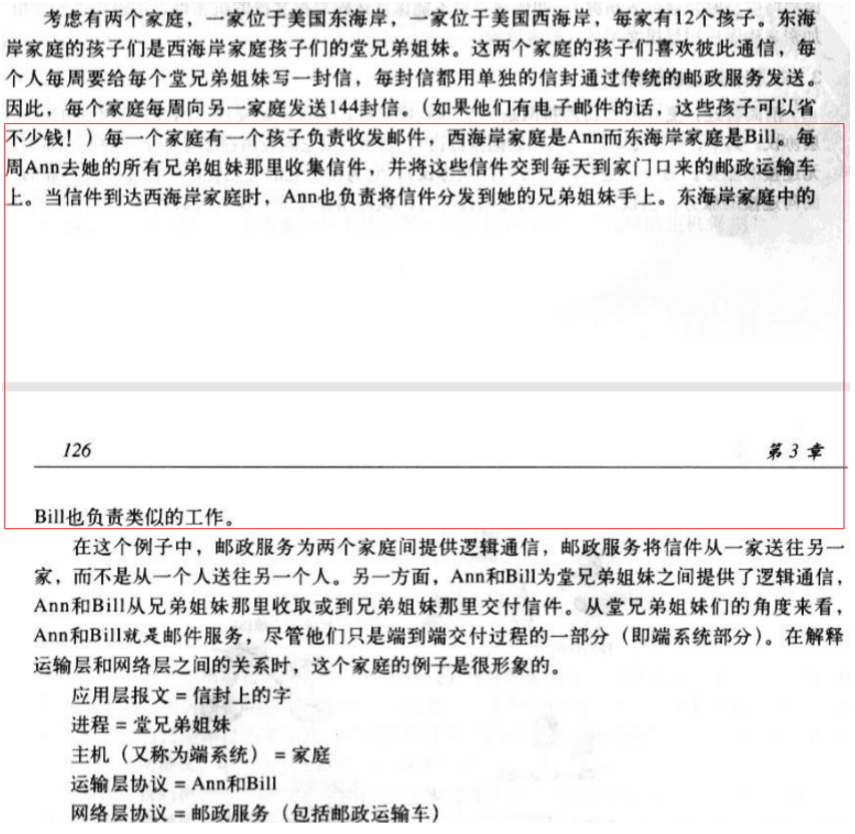 考虑有两个家庭，一家位于美国东海岸，一家位于美国西海岸，每家有12个孩子。东海
岸家庭的孩子们是西海岸家庭孩子们的堂兄弟姐妹。这两个家庭的孩子们喜欢彼此通信，每
个人每周要给每个堂兄弟姐妹写一封信，每封信都用单独的信封通过传统的邮政服务发送。
因此，每个家庭每周向另一家庭发送144封信。（如果他们有电子邮件的话，这些孩子可以省
不少钱！）每一个家庭有一个孩子负责收发邮件，西海岸家庭是Ann而东海岸家庭是Bill。每
周Ann去她的所有兄弟姐妹那里收集信件，并将这些信件交到每天到家门口来的邮政运输车
上。当信件到达西海岸家庭时，Ann也负责将信件分发到她的兄弟姐妹手上。东海岸家庭中的
126 第3章
Bill也负责类似的工作。
在这个例子中，邮政服务为两个家庭间提供逻辑通信，邮政服务将信件从一家送往另一
家，而不是从一个人送往另一个人。另一方面，Ann和Bill为堂兄弟姐妹之间提供了逻辑通信，
Ann和Bill从兄弟姐妹那里收取或到兄弟姐妹那里交付信件。从堂兄弟姐妹们的角度来看，
Ann和Bill就是邮件服务，尽管他们只是端到端交付过程的一部分（即端系统部分）。在解释
运输层和网络层之间的关系时，这个家庭的例子是很形象的。
应用层报文 = 信封上的字
进程 = 堂兄弟姐妹
主机（又称为端系统） = 家庭
运输层协议 = Ann和Bill
网络层协议 = 邮政服务（包括邮政运输车）